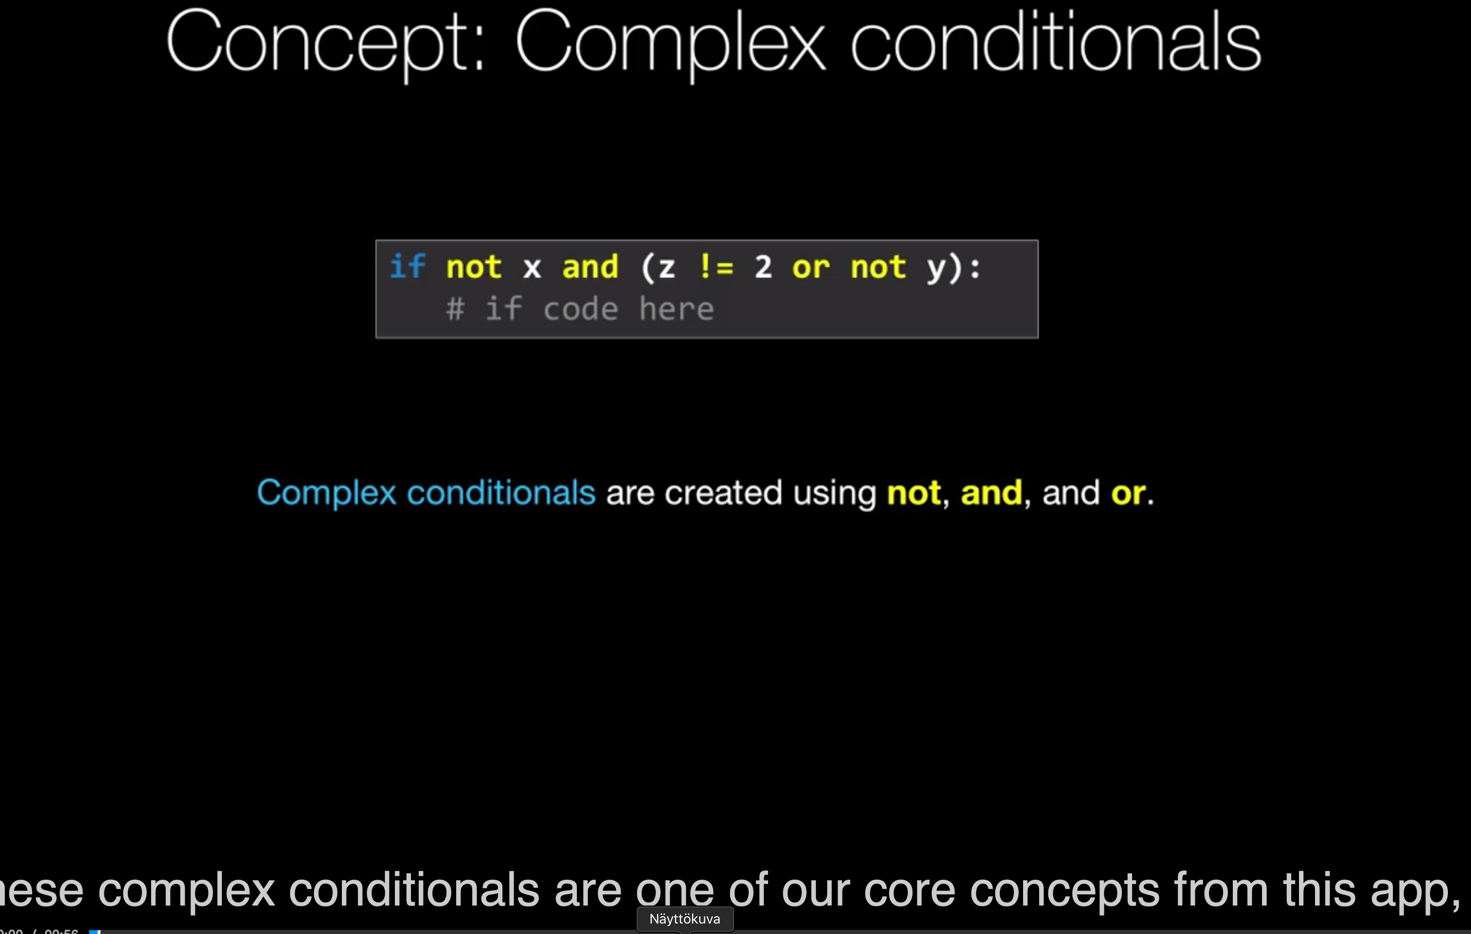 Concept: Complex conditionals
if not x and (z != 2 or not y):
# if code here
Complex conditionals are created using not, and, and or.
complex conditionals are one of our core concepts from this app,
Näyttökuva